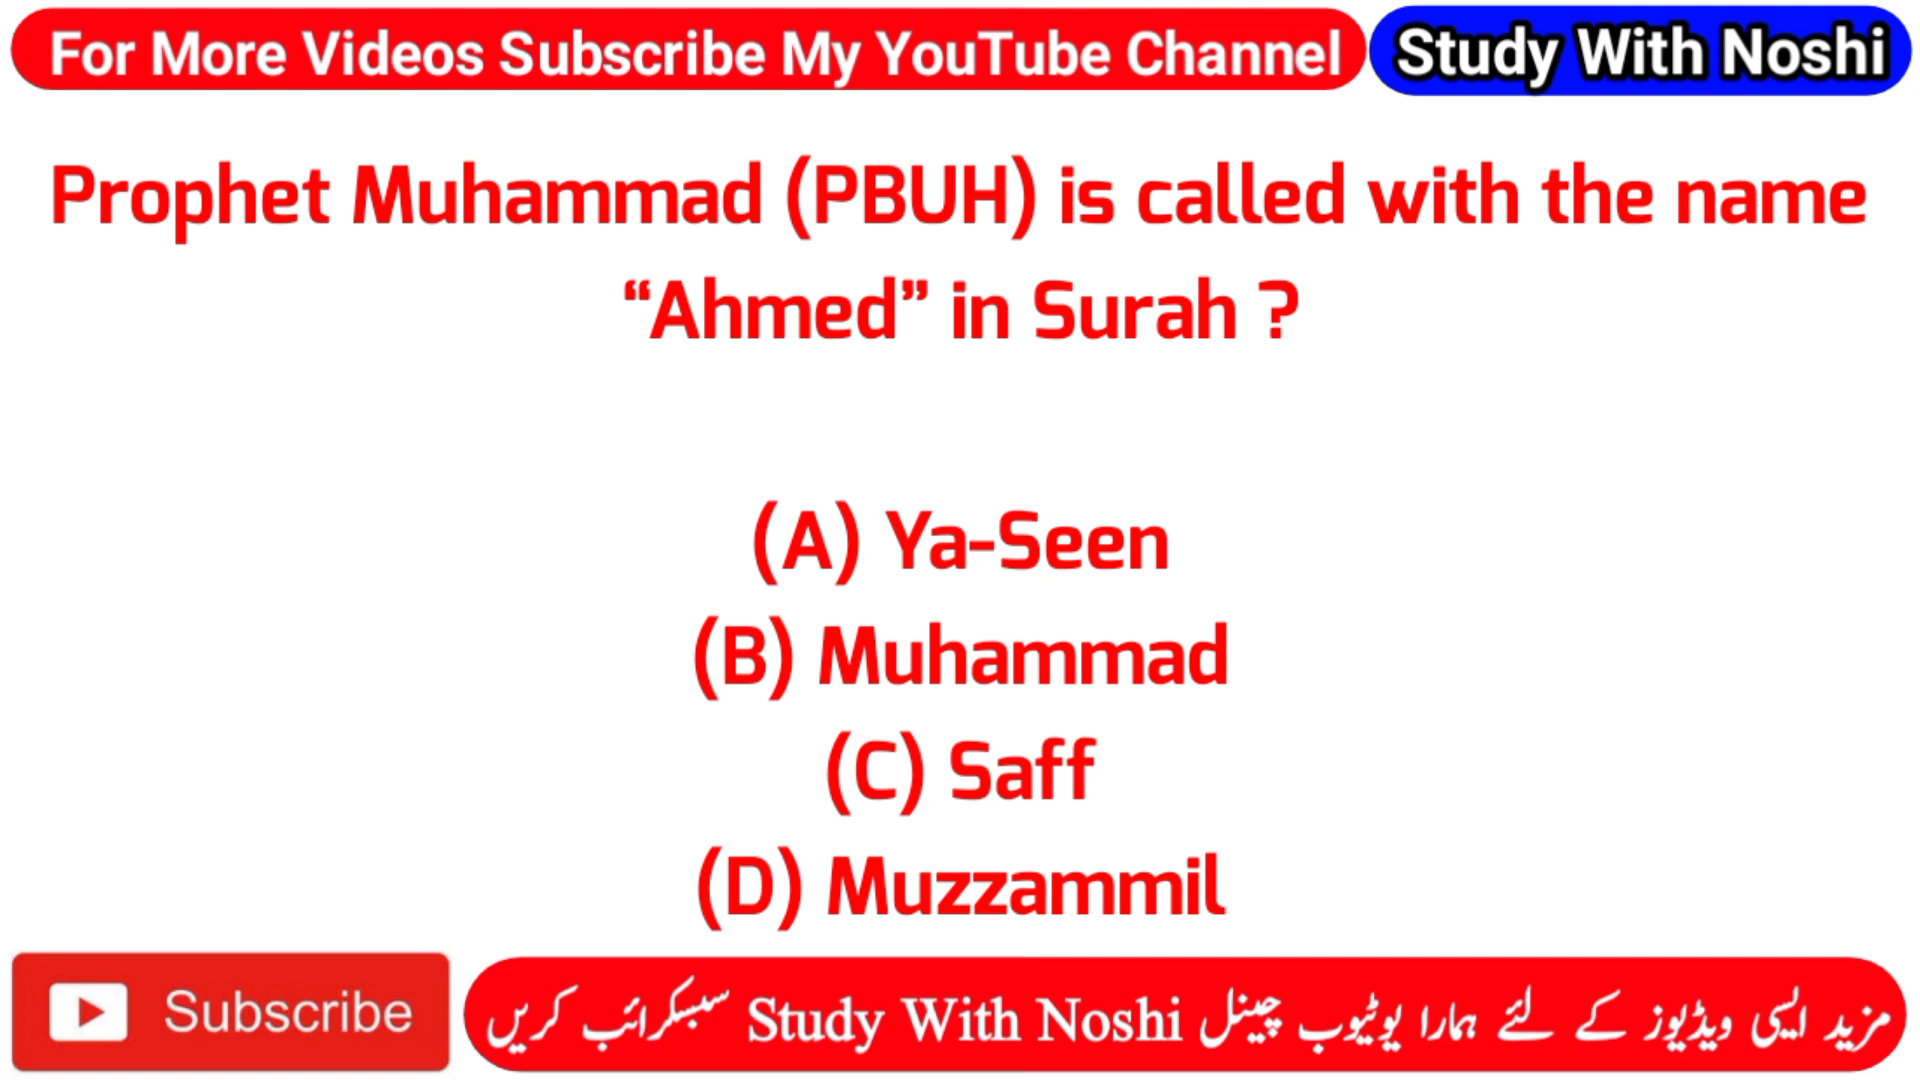 For More Videos Subscribe My YouTube Channel Study With Noshi
Prophet Muhammad (PBUH) is called with the name
“Ahmed” in Surah ?
(A) Ya-Seen
(B) Muhammad
(C) Saff
(D) Muzzammil
Subscribe
مزید ایسی ویڈیوز کے لئے ہمارا یوٹیوب چینل Study With Noshi سبسکرائب کریں